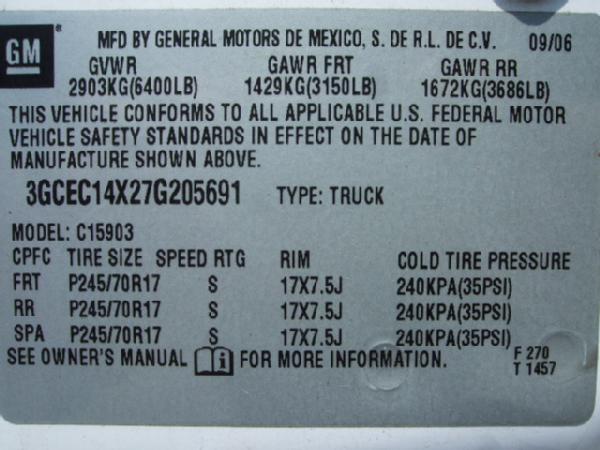 GM MFD BY GENERAL MOTORS DE MEXICO, S. DE R.L. DE C.V. 09/06
GVWR GAWR FRT GAWR RR
2903KG(6400LB) 1429KG(3150LB) 1672KG(3686LB)
THIS VEHICLE CONFORMS TO ALL APPLICABLE U.S. FEDERAL MOTOR
VEHICLE SAFETY STANDARDS IN EFFECT ON THE DATE OF
MANUFACTURE SHOWN ABOVE.
3GCEC14X27G205691 TYPE: TRUCK
MODEL: C15903
CPFC TIRE SIZE SPEED RTG RIM COLD TIRE PRESSURE
FRT P245/70R17 S 17X7.5J 240KPA(35PSI)
RR P245/70R17 S 17X7.5J 240KPA(35PSI)
SPA P245/70R17 S 17X7.5J 240KPA(35PSI)
SEE OWNER'S MANUAL FOR MORE INFORMATION. F 270
T 1457